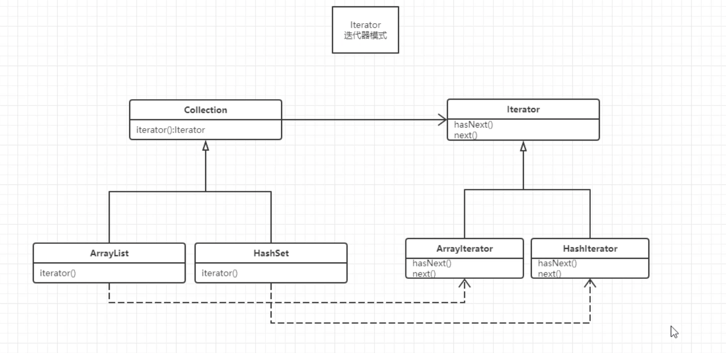 Iterator
迭代器模式
Collection
iterator():Iterator
Iterator
hasNext()
next()
ArrayList
iterator()
HashSet
iterator()
ArrayIterator
hasNext()
next()
HashIterator
hasNext()
next()